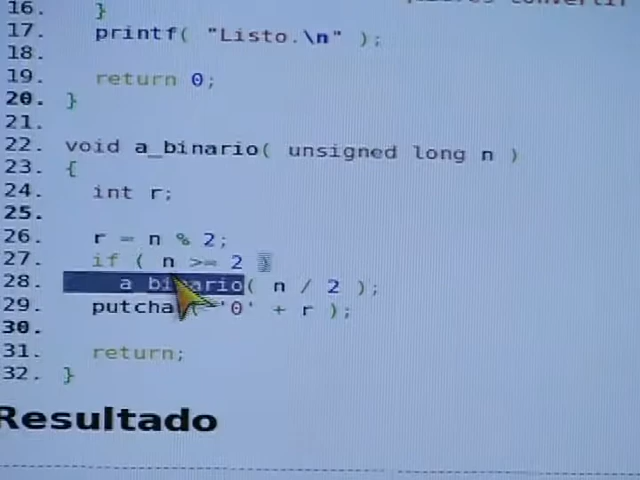 16. }
17. printf( "Listo.\n" );
18.
19. return 0;
20. }
21.
22. void a_binario( unsigned long n )
23. {
24. int r;
25.
26. r = n % 2;
27. if ( n >= 2 )
28. a_binario( n / 2 );
29. putchar( '0' + r );
30.
31. return;
32. }
Resultado